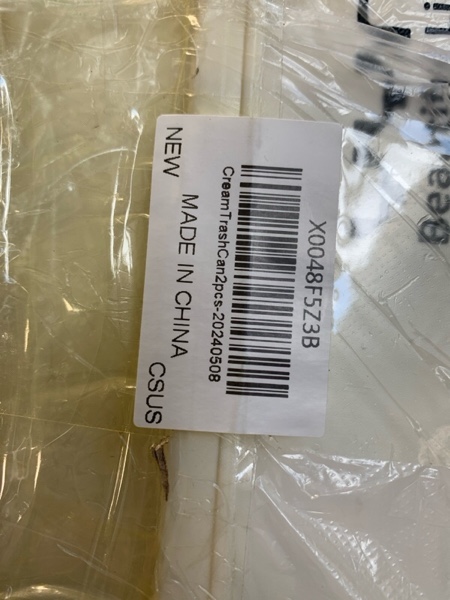 X0048F5Z3B
CreamTrashCan2pcs-20240508
NEW MADE IN CHINA CSUS